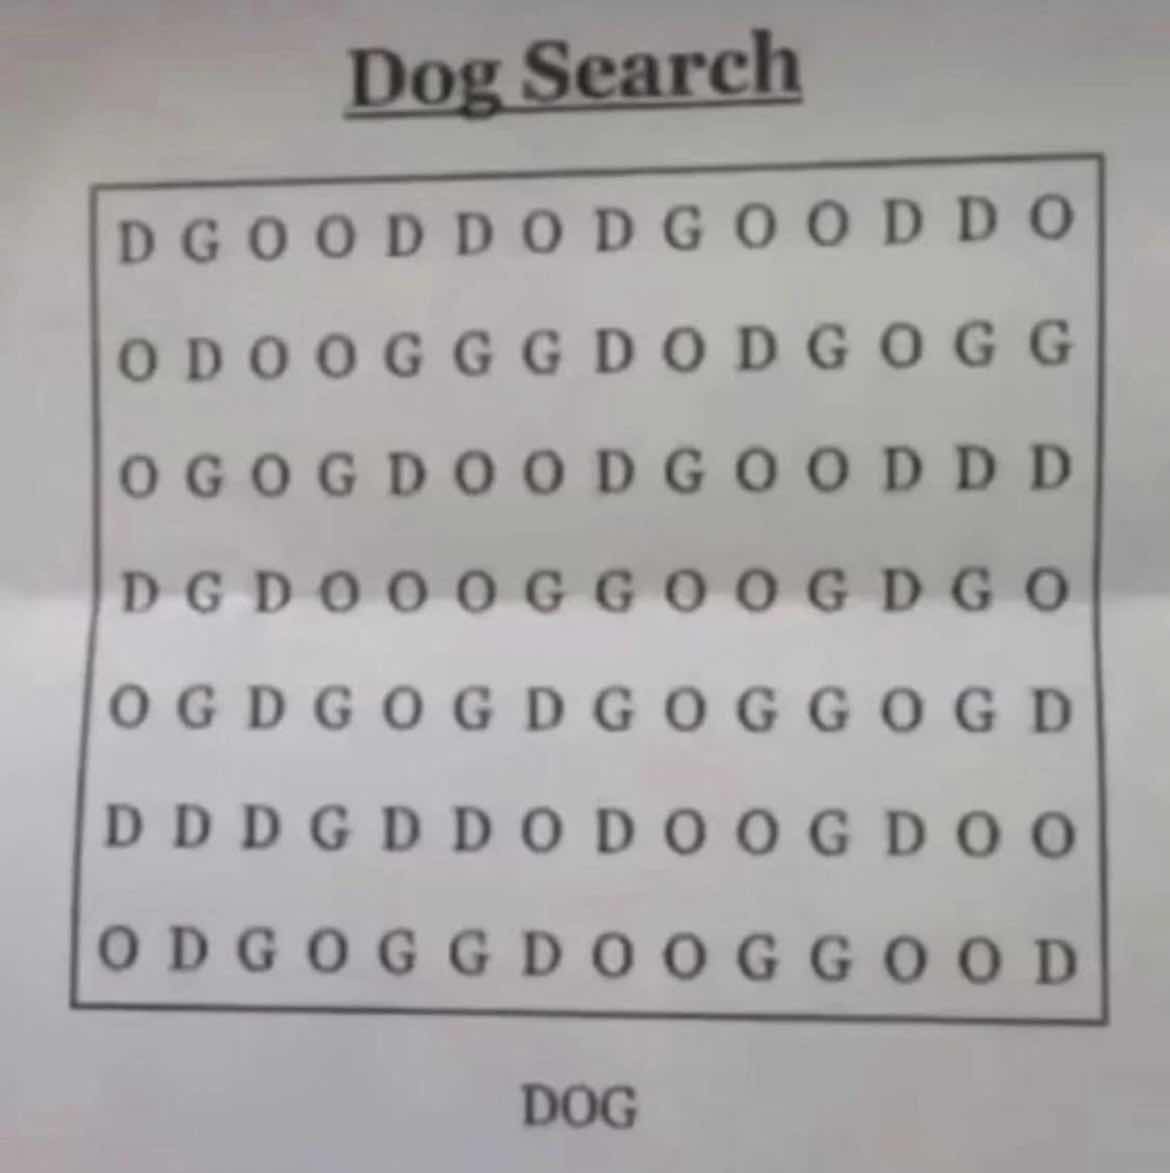 Dog Search
D G O O D D O D G O O D D O
O D O O G G G D O D G O G G
O G O G D O O D G O O D D D
D G D O O O G G O O G D G O
O G D G O G D G O G G O G D
D D D G D D O D O O G D O O
O D G O G G D O O G G O O D
DOG